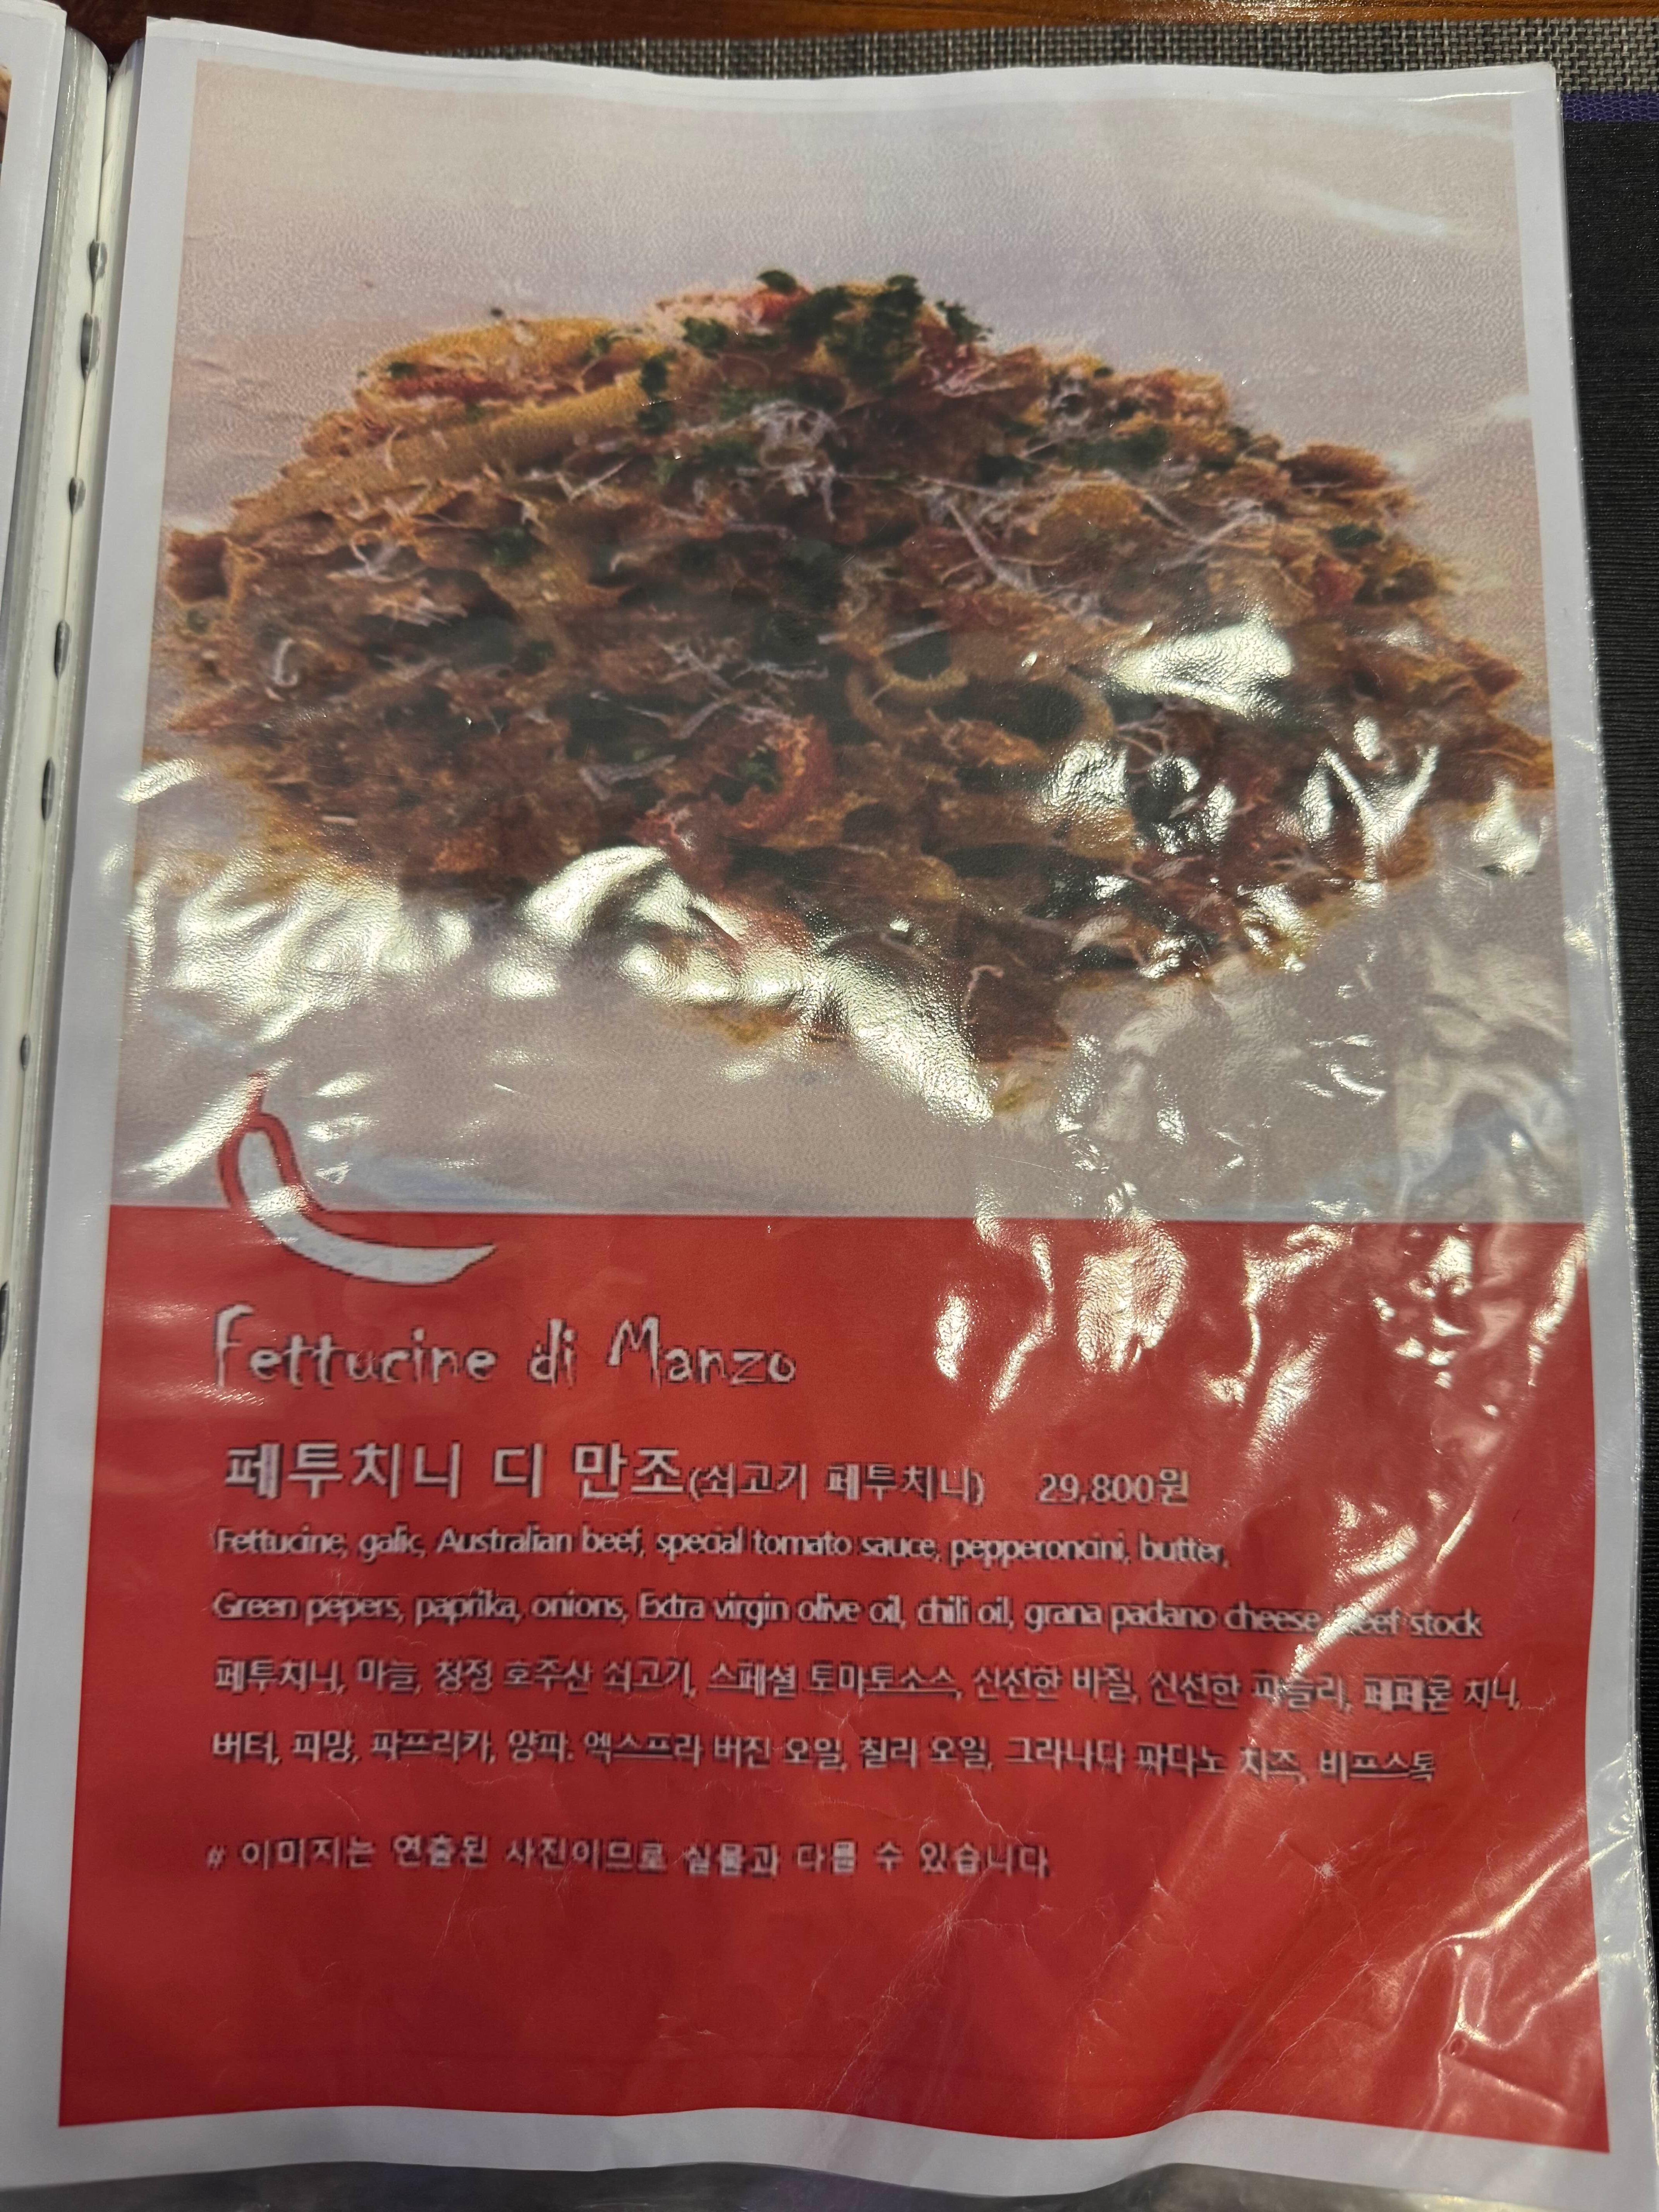 Fettucine di Manzo
페투치니 디 만조(쇠고기 페투치니) 29,800원
Fettucine, galic, Australian beef, special tomato sauce, pepperoncini, butter,
Green pepers, paprika, onions, Extra virgin olive oil, chili oil, grana padano cheese, beef stock
페투치니, 마늘, 청정 호주산 쇠고기, 스페셜 토마토소스, 신선한 바질, 신선한 파슬리, 페페론 치니,
버터, 피망, 파프리카, 양파. 엑스프라 버진 오일, 칠리 오일, 그라나다 파다노 치즈, 비프스톡
# 이미지는 연출된 사진이므로 실물과 다를 수 있습니다